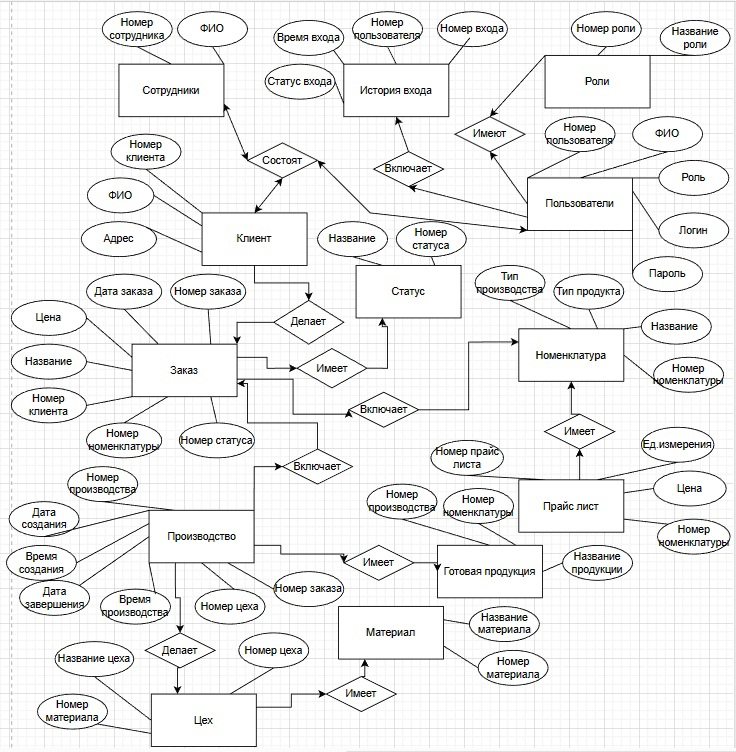 Номер
сотрудника
ФИО
Время входа
Номер
пользователя
Номер входа
Номер роли
Название
роли
Сотрудники
Статус входа
История входа
Роли
Номер
клиента
Состоят
Включает
Имеют
Номер
пользователя
ФИО
ФИО
Пользователи
Роль
Адрес
Клиент
Название
Номер
статуса
Логин
Пароль
Дата заказа
Номер заказа
Статус
Тип
производства
Тип продукта
Цена
Делает
Название
Название
Заказ
Имеет
Номенклатура
Номер
номенклатуры
Номер
клиента
Включает
Номер
номенклатуры
Номер статуса
Имеет
Ед.измерения
Включает
Номер прайс
листа
Номер
производства
Цена
Номер
производства
Номер
номенклатуры
Прайс лист
Дата
создания
Производство
Номер
номенклатуры
Время
создания
Имеет
Готовая продукция
Название
продукции
Дата
завершения
Время
производства
Номер цеха
Номер заказа
Название
материала
Материал
Делает
Название цеха
Номер цеха
Номер
материала
Номер
материала
Цех
Имеет